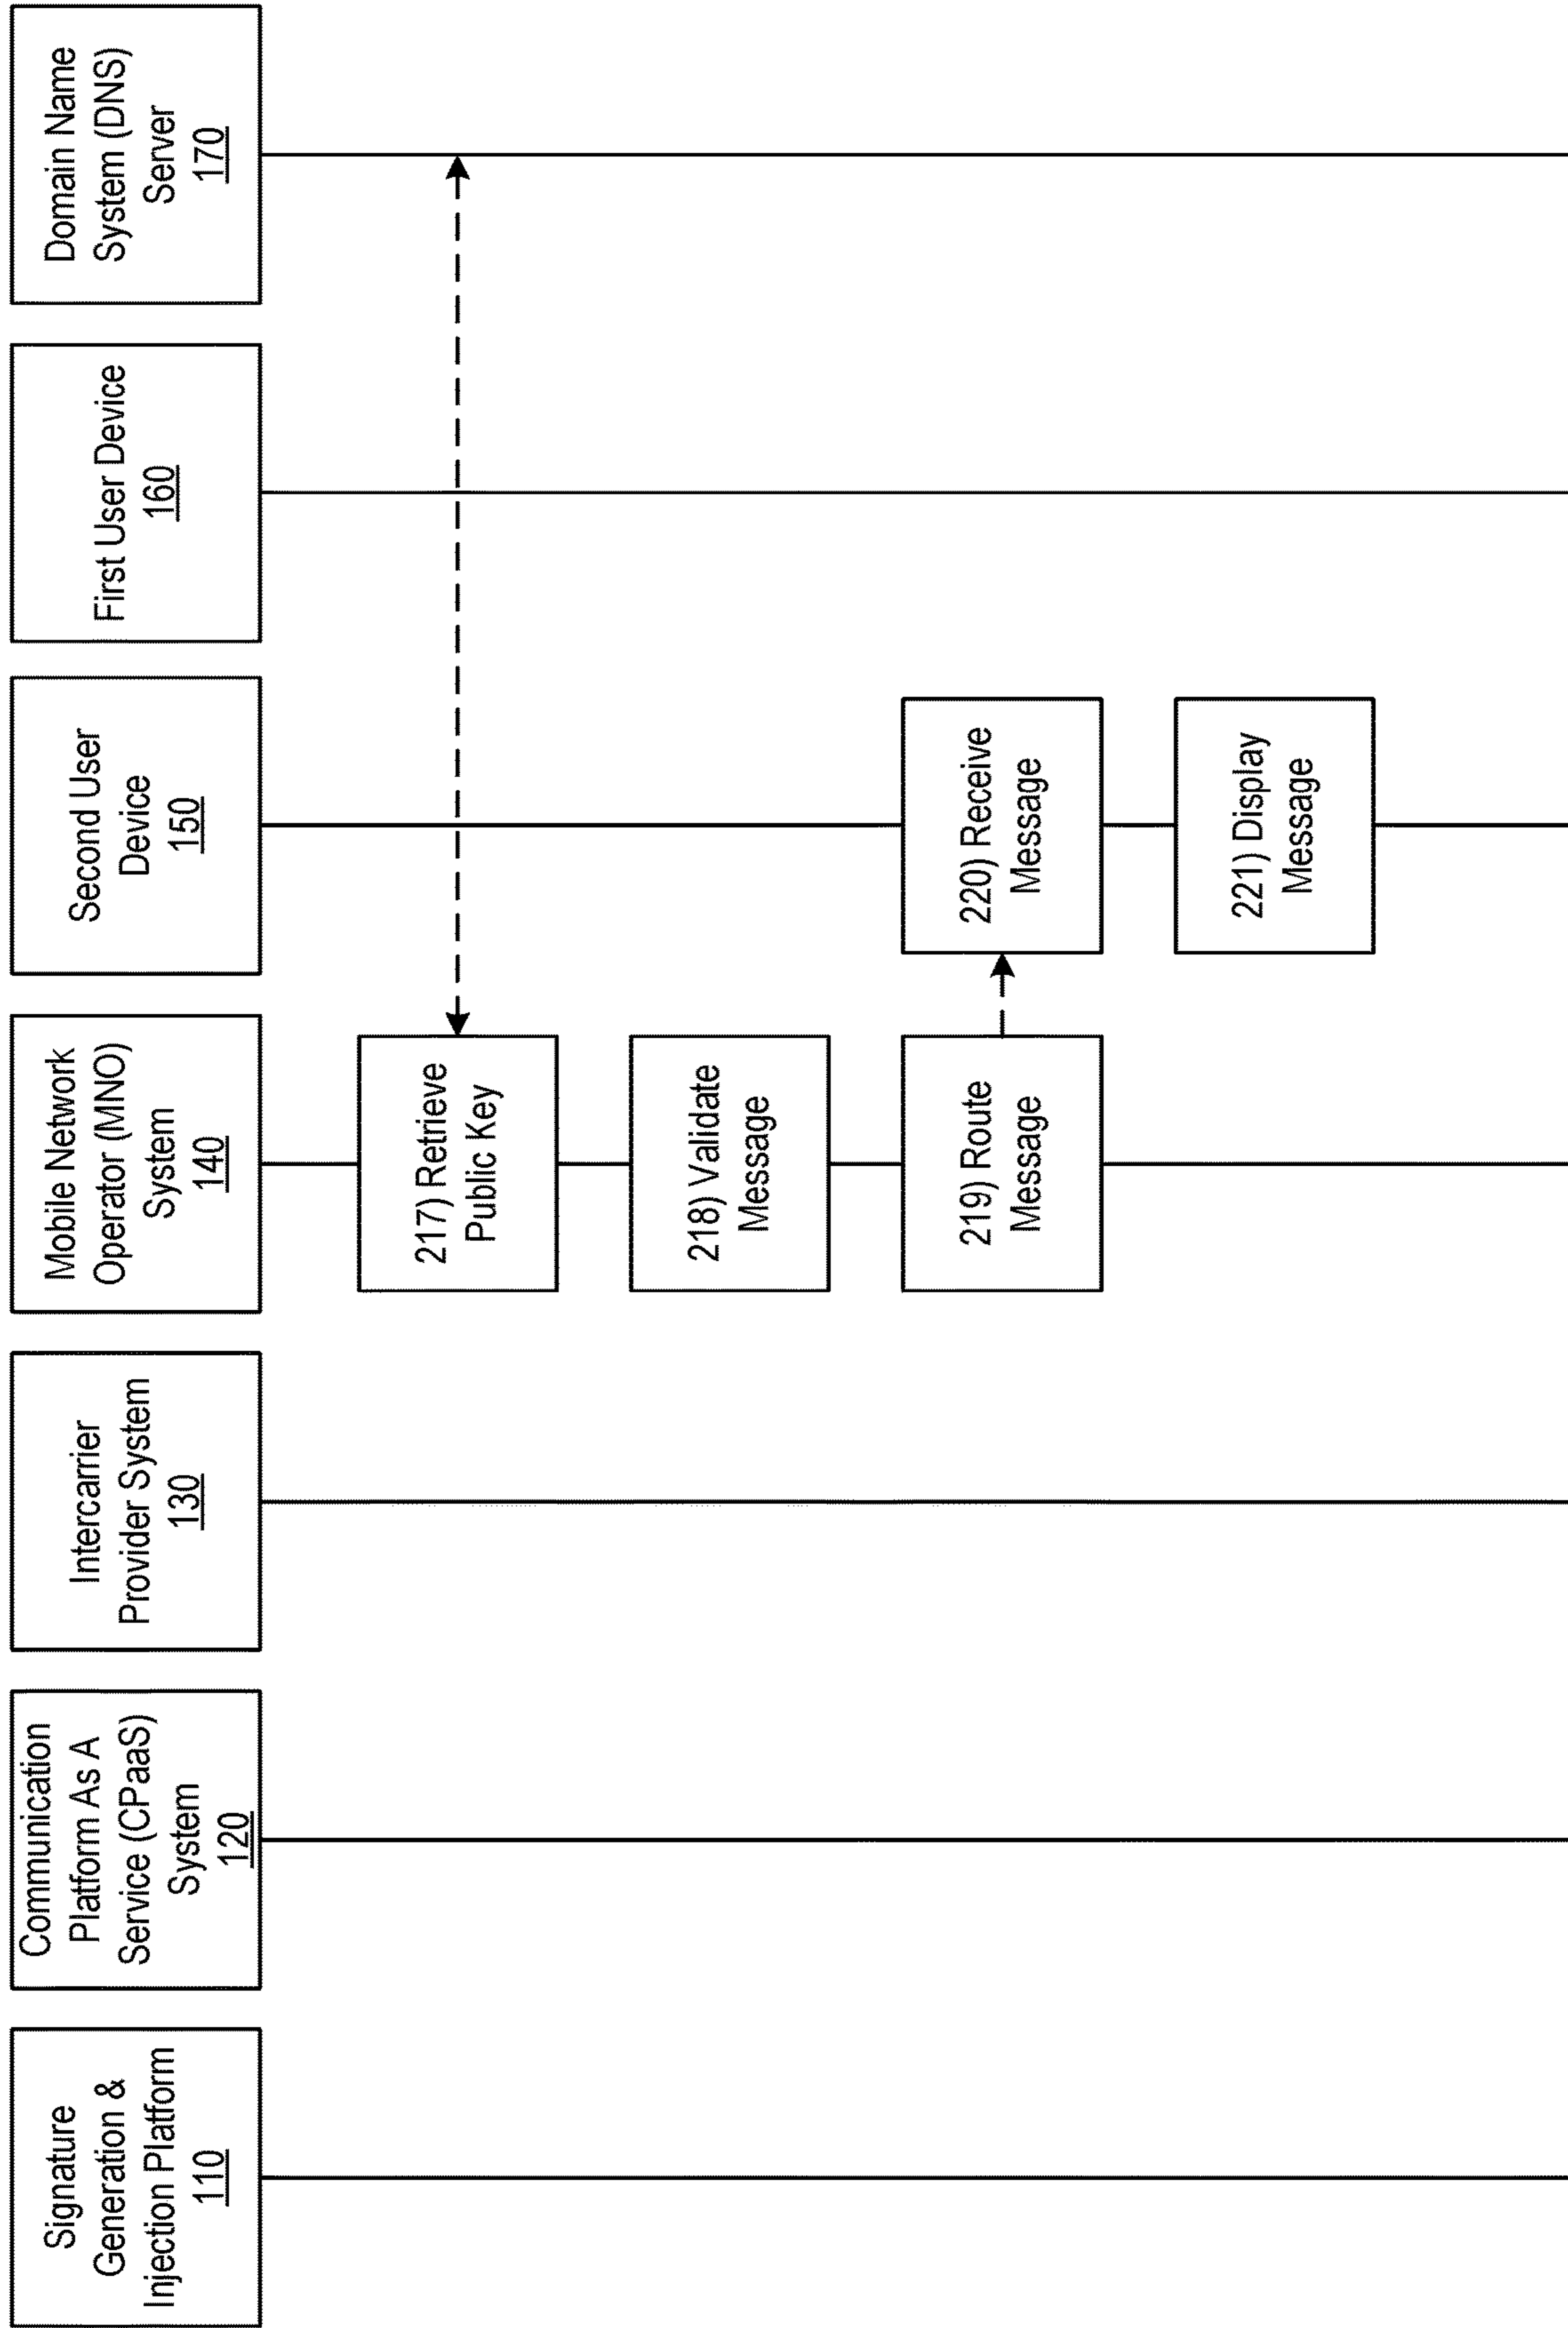 Signature
Generation &
Injection Platform
110
Communication
Platform As A
Service (CPaaS)
System
120
Intercarrier
Provider System
130
Mobile Network
Operator (MNO)
System
140
Second User
Device
150
First User Device
160
Domain Name
System (DNS)
Server
170
217) Retrieve
Public Key
218) Validate
Message
219) Route
Message
220) Receive
Message
221) Display
Message